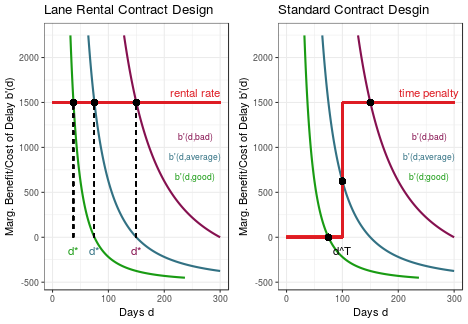 Lane Rental Contract Design
Marg. Benefit/Cost of Delay b'(d)
2000
1500
1000
500
0
-500
rental rate
b'(d,bad)
b'(d,average)
b'(d,good)
d*
d*
d*
0
100
200
300
Days d
Standard Contract Desgin
Marg. Benefit/Cost of Delay b'(d)
2000
1500
1000
500
0
-500
time penalty
b'(d,bad)
b'(d,average)
b'(d,good)
d^T
0
100
200
300
Days d